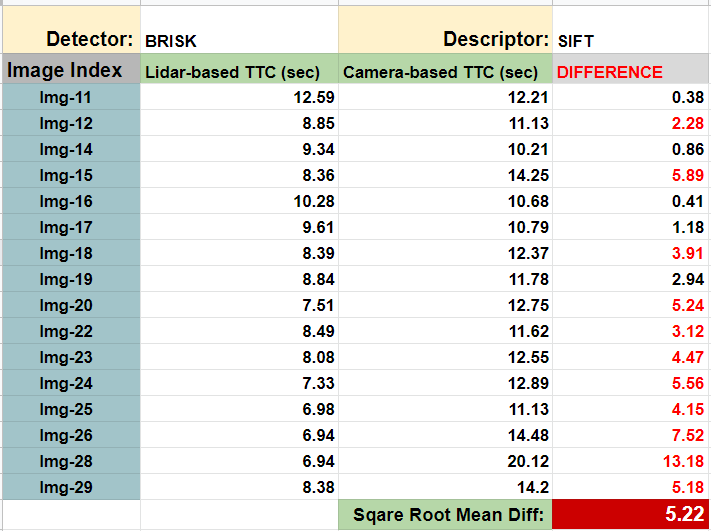 Detector: BRISK Descriptor: SIFT
Image Index Lidar-based TTC (sec) Camera-based TTC (sec) DIFFERENCE
Img-11 12.59 12.21 0.38
Img-12 8.85 11.13 2.28
Img-14 9.34 10.21 0.86
Img-15 8.36 14.25 5.89
Img-16 10.28 10.68 0.41
Img-17 9.61 10.79 1.18
Img-18 8.39 12.37 3.91
Img-19 8.84 11.78 2.94
Img-20 7.51 12.75 5.24
Img-22 8.49 11.62 3.12
Img-23 8.08 12.55 4.47
Img-24 7.33 12.89 5.56
Img-25 6.98 11.13 4.15
Img-26 6.94 14.48 7.52
Img-28 6.94 20.12 13.18
Img-29 8.38 14.2 5.18
Sqare Root Mean Diff: 5.22